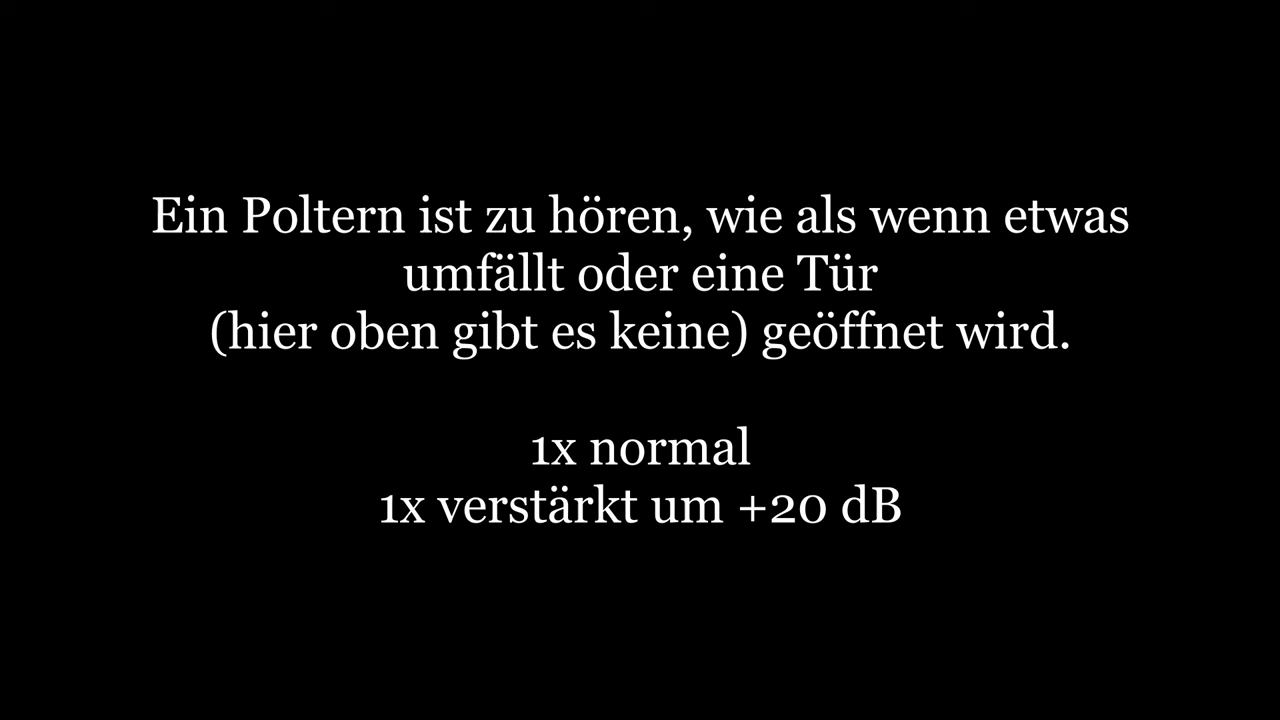 Ein Poltern ist zu hören, wie als wenn etwas
umfällt oder eine Tür
(hier oben gibt es keine) geöffnet wird.
1x normal
1x verstärkt um +20 dB